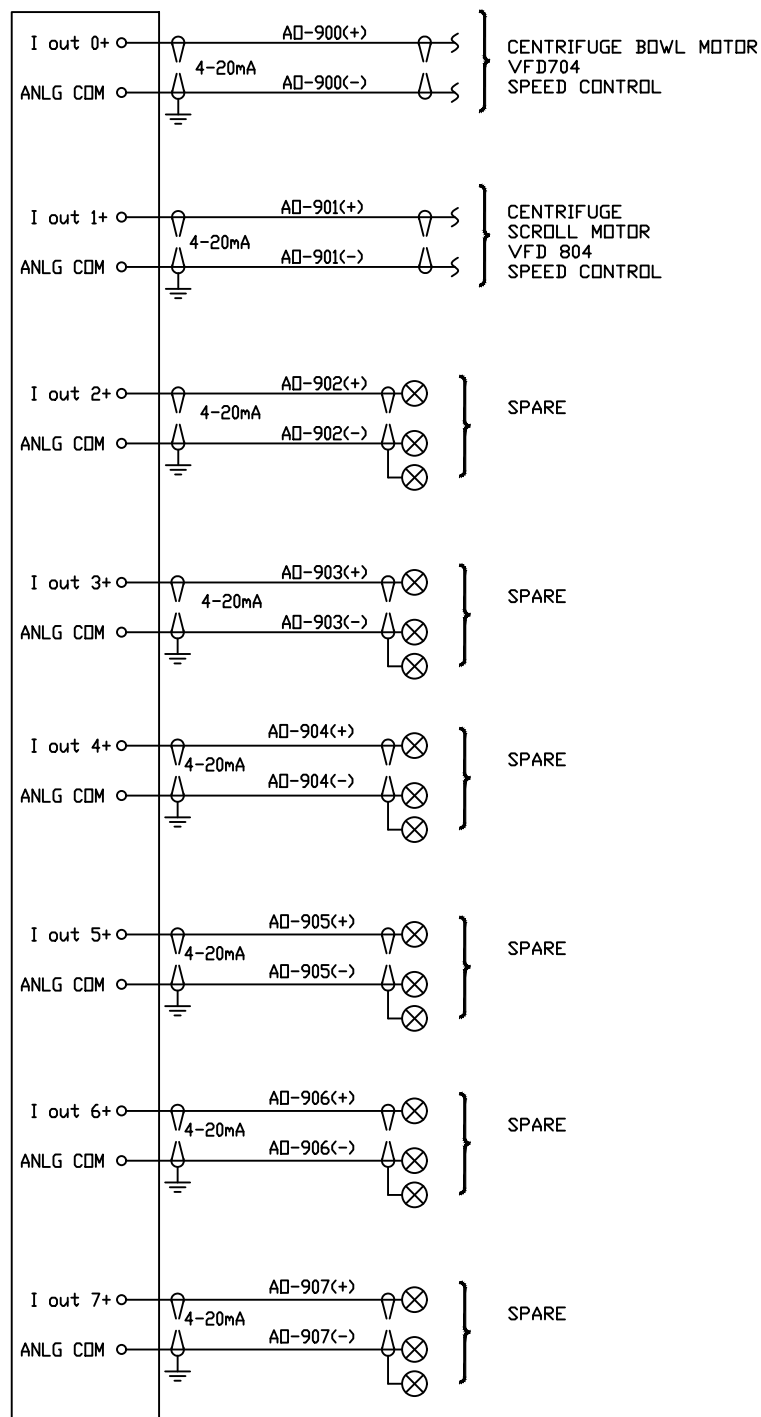 I out 0+
AO-900(+)
4-20mA
ANLG COM
AO-900(-)
CENTRIFUGE BOWL MOTOR
VFD704
SPEED CONTROL
I out 1+
AO-901(+)
4-20mA
ANLG COM
AO-901(-)
CENTRIFUGE
SCROLL MOTOR
VFD 804
SPEED CONTROL
I out 2+
AO-902(+)
4-20mA
ANLG COM
AO-902(-)
SPARE
I out 3+
AO-903(+)
4-20mA
ANLG COM
AO-903(-)
SPARE
I out 4+
AO-904(+)
4-20mA
ANLG COM
AO-904(-)
SPARE
I out 5+
AO-905(+)
4-20mA
ANLG COM
AO-905(-)
SPARE
I out 6+
AO-906(+)
4-20mA
ANLG COM
AO-906(-)
SPARE
I out 7+
AO-907(+)
4-20mA
ANLG COM
AO-907(-)
SPARE